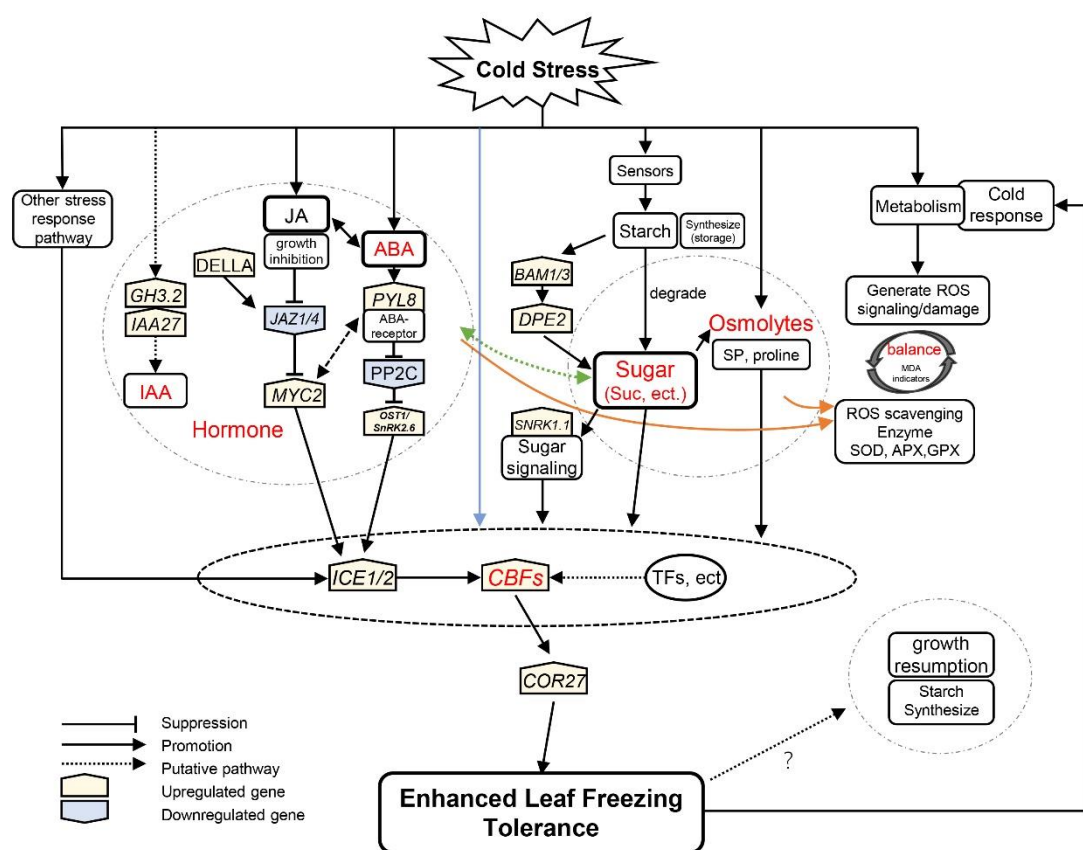 Cold Stress
Other stress
response
pathway
GH3.2
IAA27
IAA
DELLA
JA
growth
inhibition
JAZ1/4
MYC2
Hormone
ABA
PYL8
ABA-
receptor
PP2C
OST1/
SnRK2.6
Sensors
Starch
Synthesize
(storage)
BAM1/3
DPE2
degrade
Sugar
(Suc, ect.)
SNRK1.1
Sugar
signaling
Osmolytes
SP, proline
Metabolism
Cold
response
Generate ROS
signaling/damage
balance
MDA
indicators
ROS scavenging
Enzyme
SOD, APX,GPX
ICE1/2
CBFs
TFs, ect
COR27
growth
resumption
Starch
Synthesize
?
Enhanced Leaf Freezing
Tolerance
Suppression
Promotion
Putative pathway
Upregulated gene
Downregulated gene